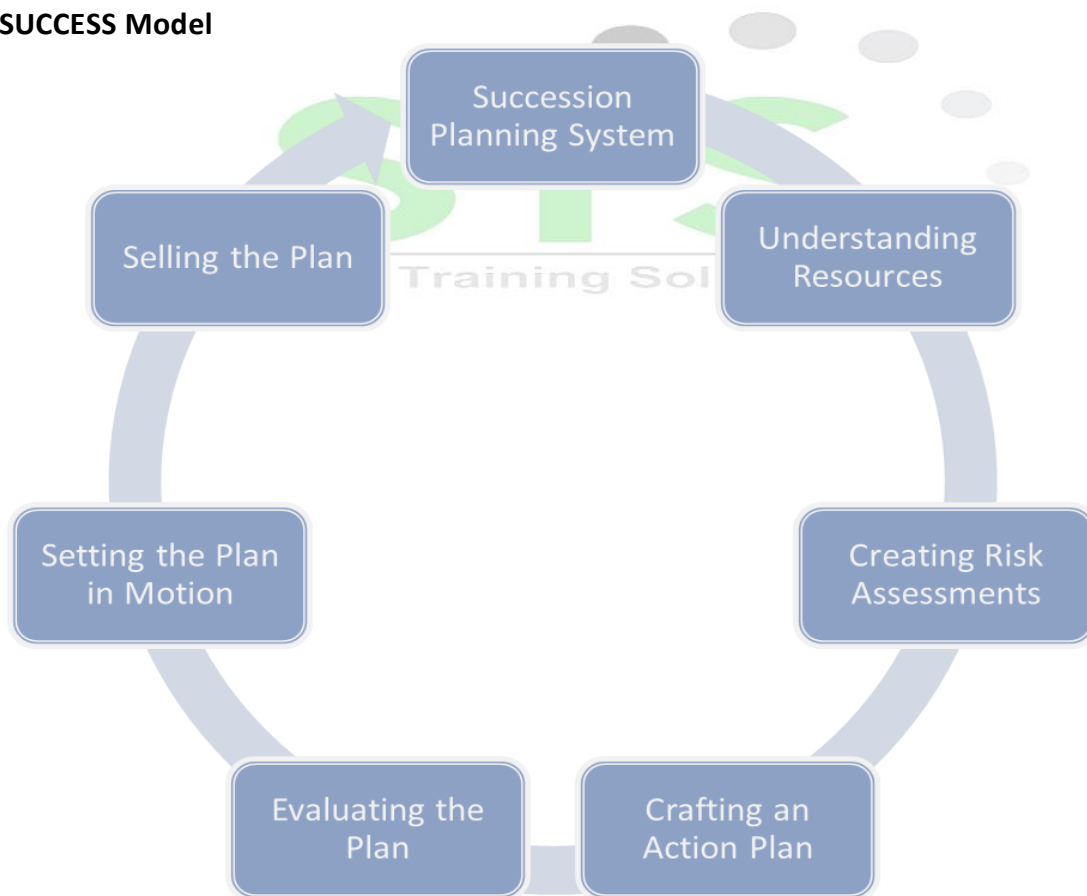 SUCCESS Model
Succession
Planning System
Understanding
Resources
Creating Risk
Assessments
Crafting an
Action Plan
Evaluating the
Plan
Setting the Plan
in Motion
Selling the Plan
Training Sol